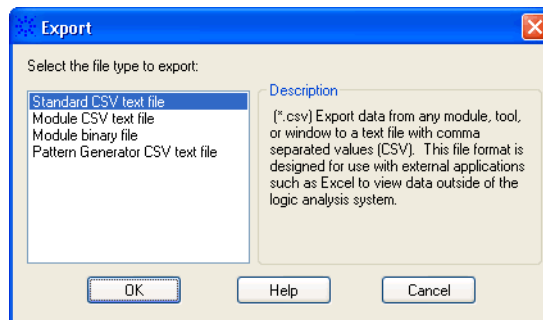 Export
Select the file type to export:
Standard CSV text file
Module CSV text file
Module binary file
Pattern Generator CSV text file
Description
(*.csv) Export data from any module, tool,
or window to a text file with comma
separated values (CSV).  This file format is
designed for use with external applications
such as Excel to view data outside of the
logic analysis system.
OK
Help
Cancel